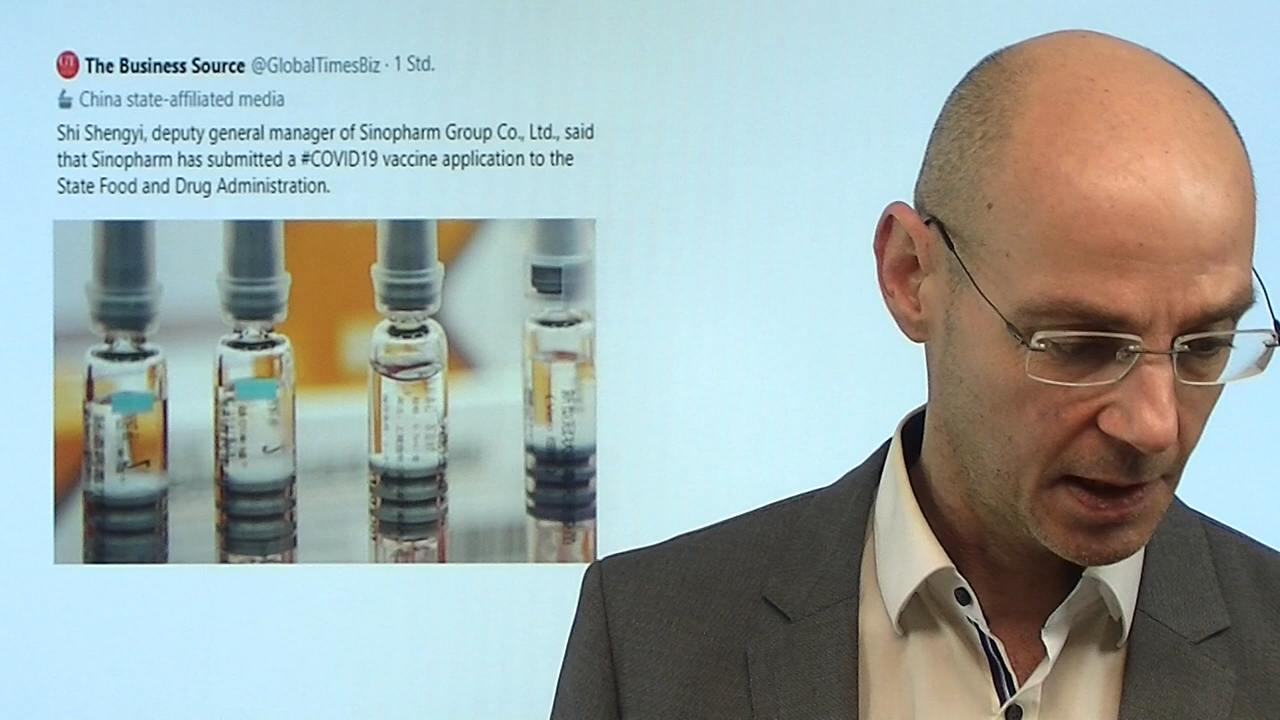 The Business Source @GlobalTimesBiz · 1 Std.
China state-affiliated media
Shi Shengyi, deputy general manager of Sinopharm Group Co., Ltd., said
that Sinopharm has submitted a #COVID19 vaccine application to the
State Food and Drug Administration.